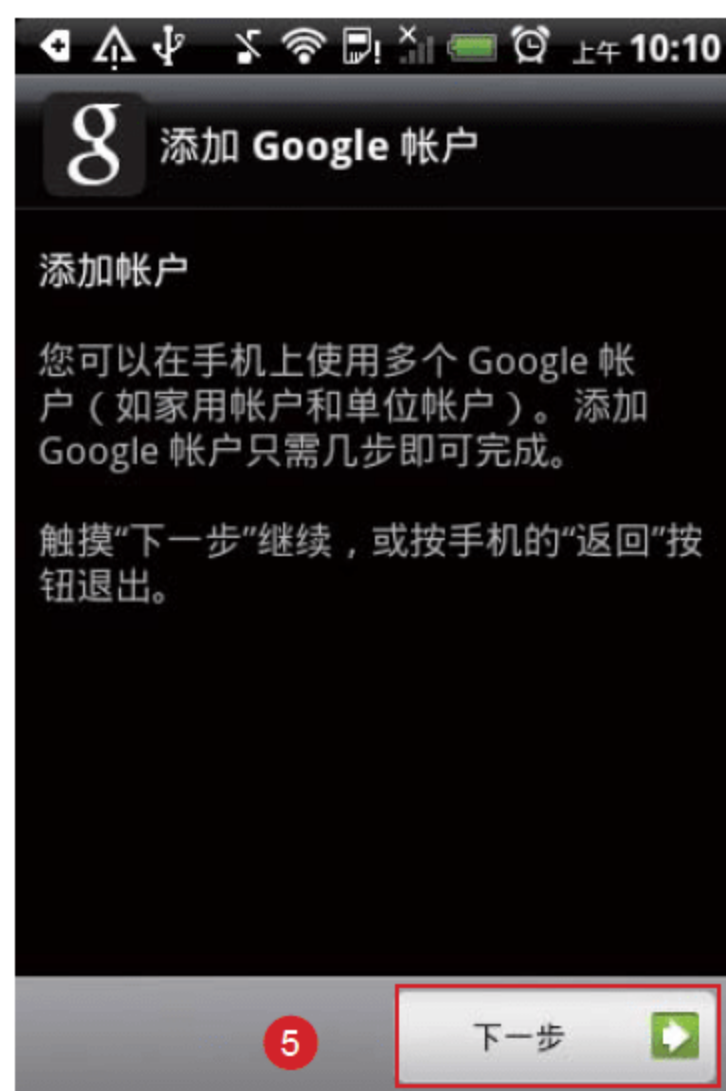 上午 10:10
g 添加 Google 帐户
添加帐户
您可以在手机上使用多个 Google 帐
户（如家用帐户和单位帐户）。添加
Google 帐户只需几步即可完成。
触摸“下一步”继续，或按手机的“返回”按
钮退出。
5 下一步